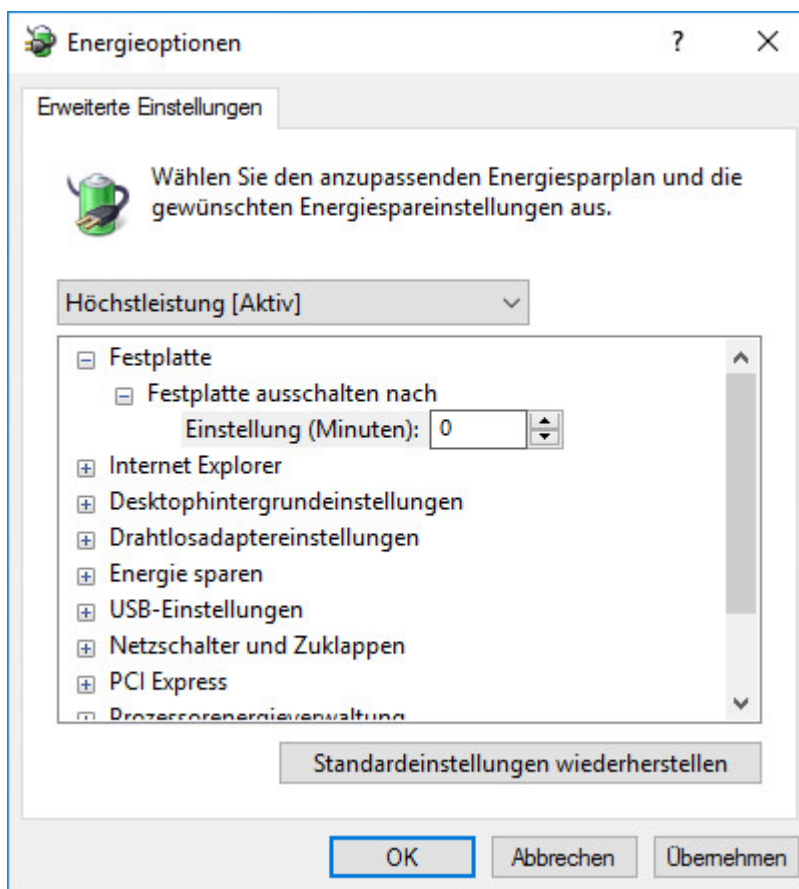 Energieoptionen
?
Erweiterte Einstellungen
Wählen Sie den anzupassenden Energiesparplan und die
gewünschten Energiespareinstellungen aus.
Höchstleistung [Aktiv]
Festplatte
Festplatte ausschalten nach
Einstellung (Minuten): 0
Internet Explorer
Desktophintergrundeinstellungen
Drahtlosadaptereinstellungen
Energie sparen
USB-Einstellungen
Netzschalter und Zuklappen
PCI Express
Prozessorenergieverwaltung
Standardeinstellungen wiederherstellen
OK Abbrechen Übernehmen